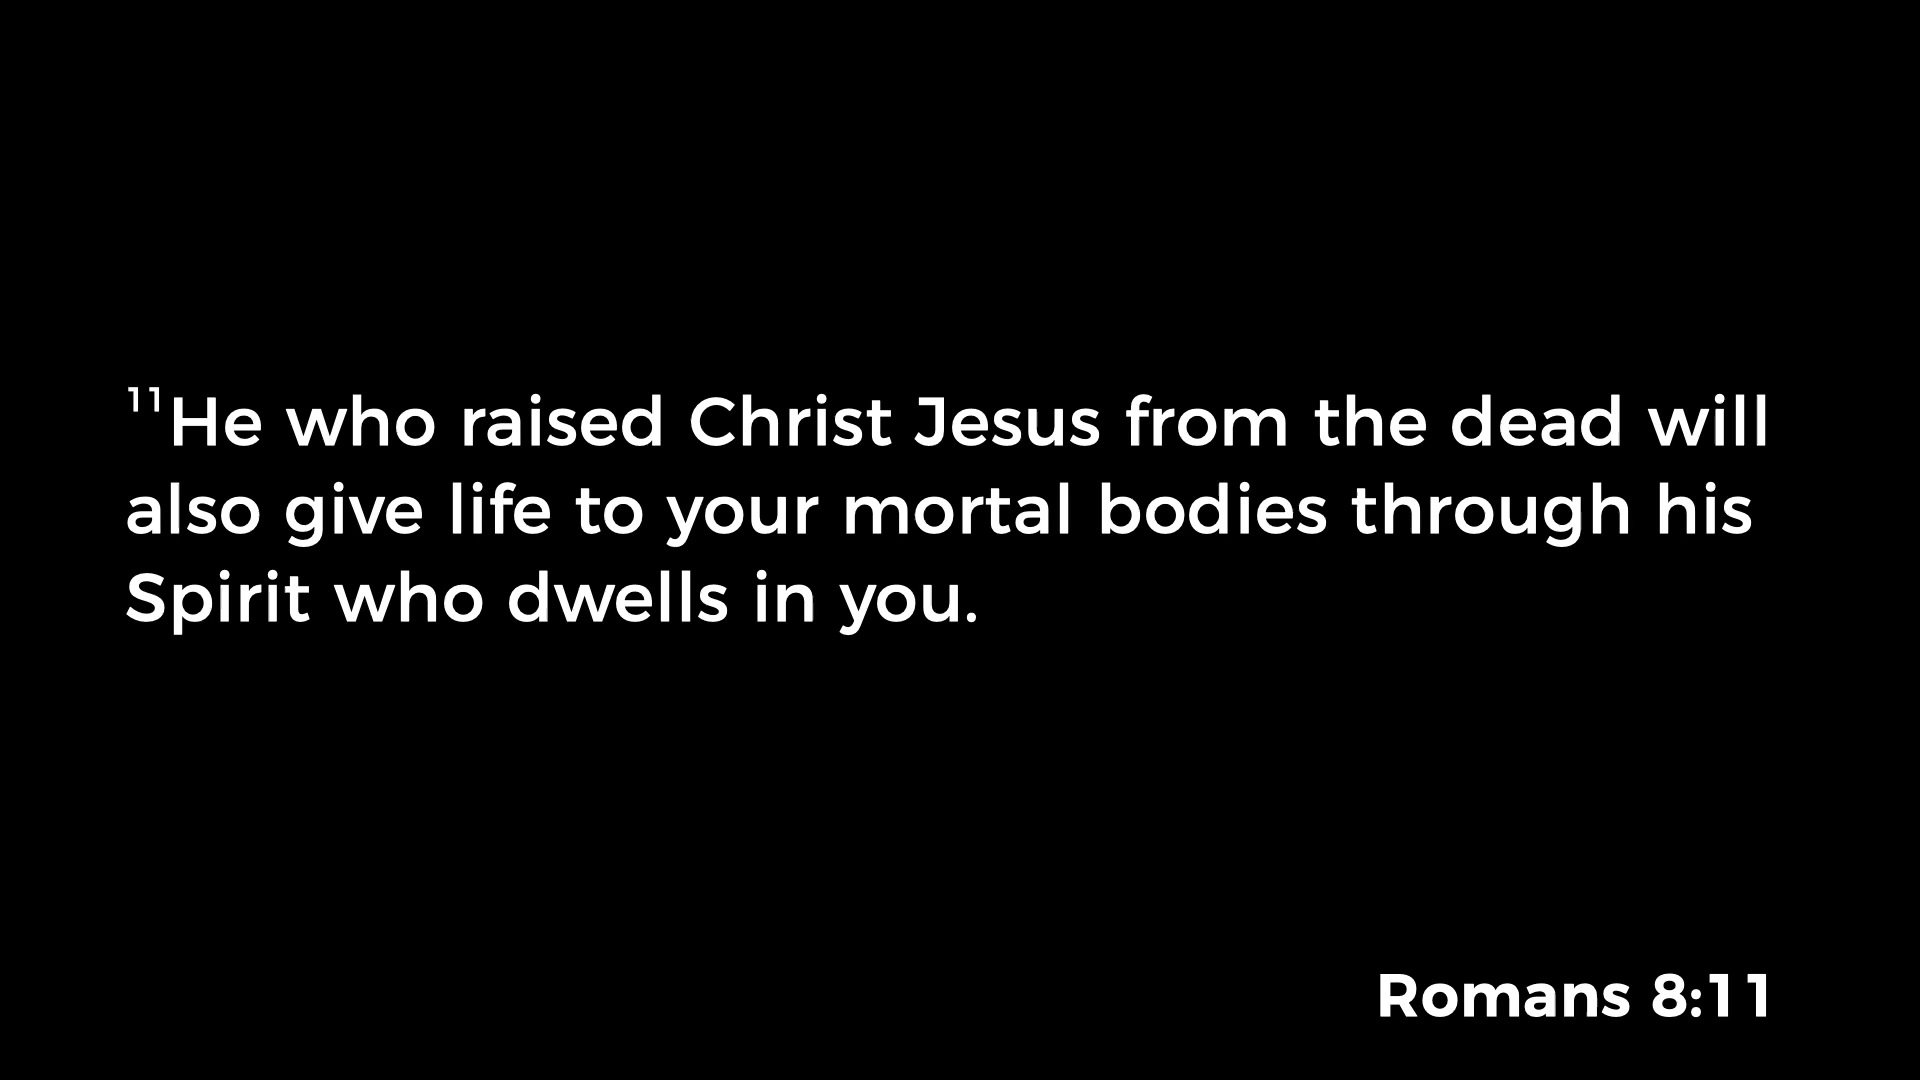 ¹¹He who raised Christ Jesus from the dead will
also give life to your mortal bodies through his
Spirit who dwells in you.
Romans 8:11